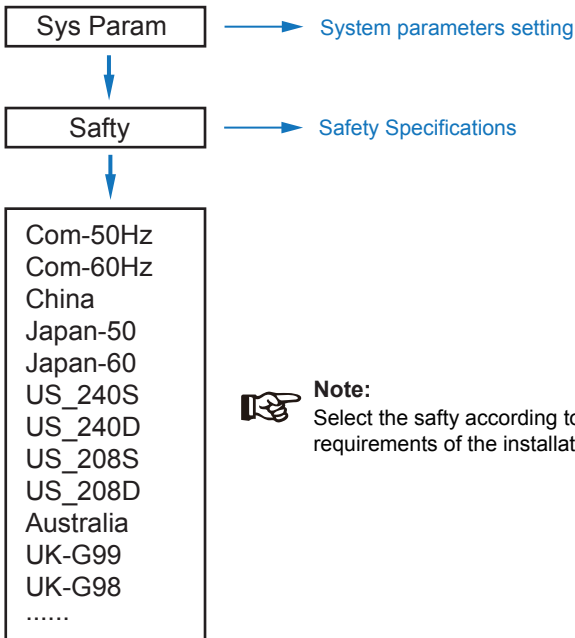 Sys Param
System parameters setting
Safty
Safety Specifications
Com-50Hz
Com-60Hz
China
Japan-50
Japan-60
US_240S
US_240D
US_208S
US_208D
Australia
UK-G99
UK-G98
......
Note:
Select the safty according to
requirements of the